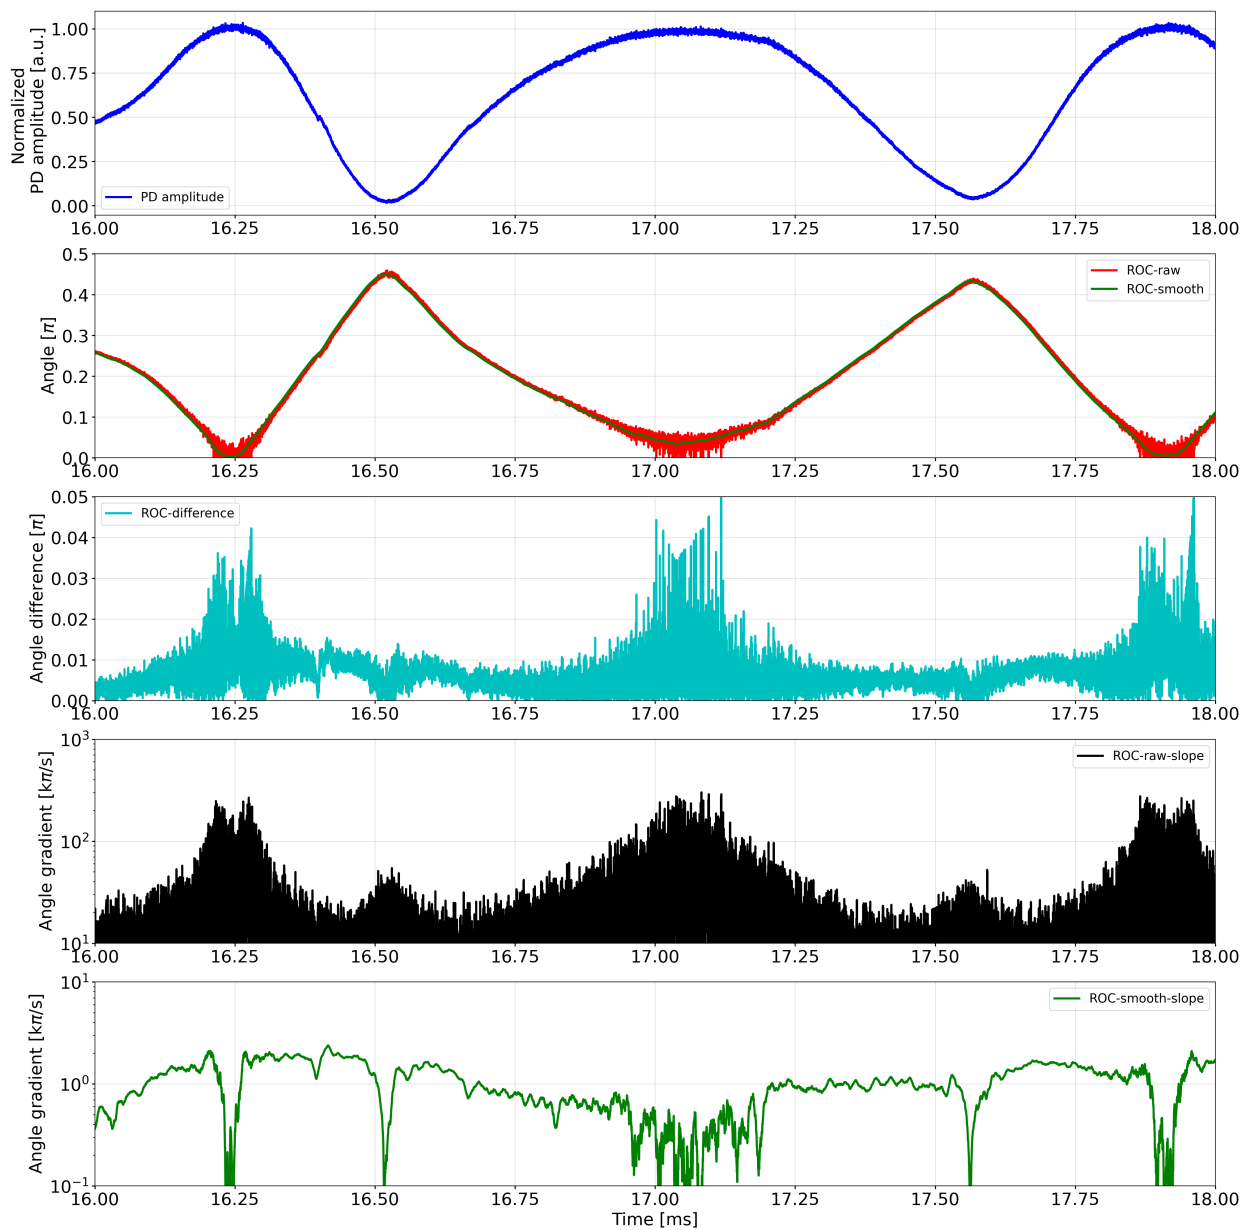 Normalized
PD amplitude [a.u.]
1.00
0.75
0.50
0.25
0.00
PD amplitude
16.00 16.25 16.50 16.75 17.00 17.25 17.50 17.75 18.00
Angle [π]
0.5
0.4
0.3
0.2
0.1
0.0
ROC-raw
ROC-smooth
16.00 16.25 16.50 16.75 17.00 17.25 17.50 17.75 18.00
Angle difference [π]
0.05
0.04
0.03
0.02
0.01
0.00
ROC-difference
16.00 16.25 16.50 16.75 17.00 17.25 17.50 17.75 18.00
Angle gradient [kπ/s]
10³
10²
10¹
ROC-raw-slope
16.00 16.25 16.50 16.75 17.00 17.25 17.50 17.75 18.00
Angle gradient [kπ/s]
10¹
10⁰
10⁻¹
ROC-smooth-slope
16.00 16.25 16.50 16.75 17.00 17.25 17.50 17.75 18.00
Time [ms]